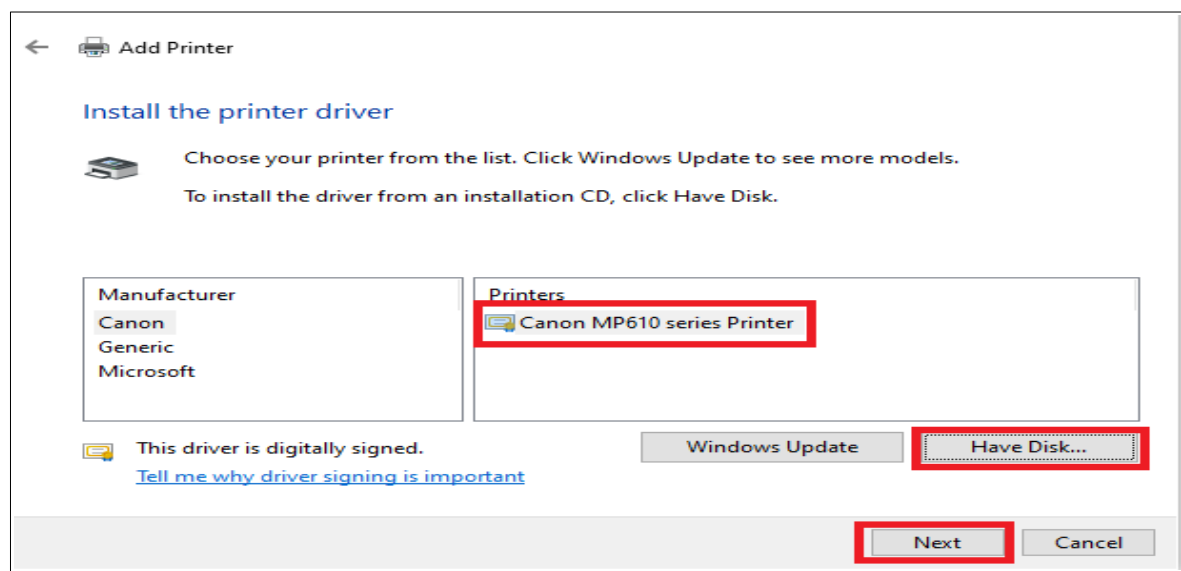 Add Printer
Install the printer driver
Choose your printer from the list. Click Windows Update to see more models.
To install the driver from an installation CD, click Have Disk.
Manufacturer
Canon
Generic
Microsoft
Printers
Canon MP610 series Printer
This driver is digitally signed.
Tell me why driver signing is important
Windows Update
Have Disk...
Next
Cancel